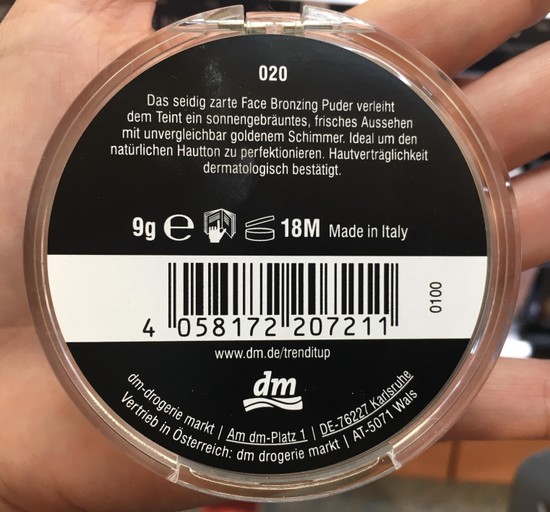 020
Das seidig zarte Face Bronzing Puder verleiht
dem Teint ein sonnengebräuntes, frisches Aussehen
mit unvergleichbar goldenem Schimmer. Ideal um den
natürlichen Hautton zu perfektionieren. Hautverträglichkeit
dermatologisch bestätigt.
9g ℮ 18M Made in Italy
4 058172 207211
0100
www.dm.de/trenditup
dm
dm-drogerie markt | Am dm-Platz 1 | DE-76227 Karlsruhe
Vertrieb in Österreich: dm drogerie markt | AT-5071 Wals